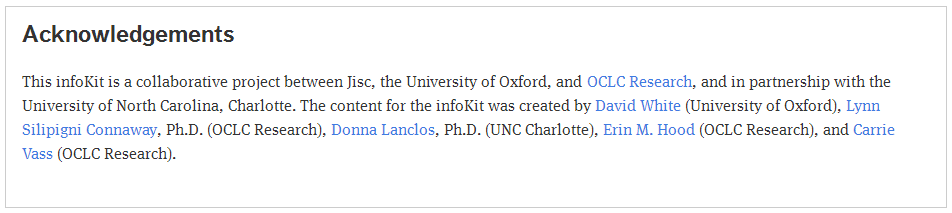 Acknowledgements
This infoKit is a collaborative project between Jisc, the University of Oxford, and OCLC Research, and in partnership with the
University of North Carolina, Charlotte. The content for the infoKit was created by David White (University of Oxford), Lynn
Silipigni Connaway, Ph.D. (OCLC Research), Donna Lanclos, Ph.D. (UNC Charlotte), Erin M. Hood (OCLC Research), and Carrie
Vass (OCLC Research).